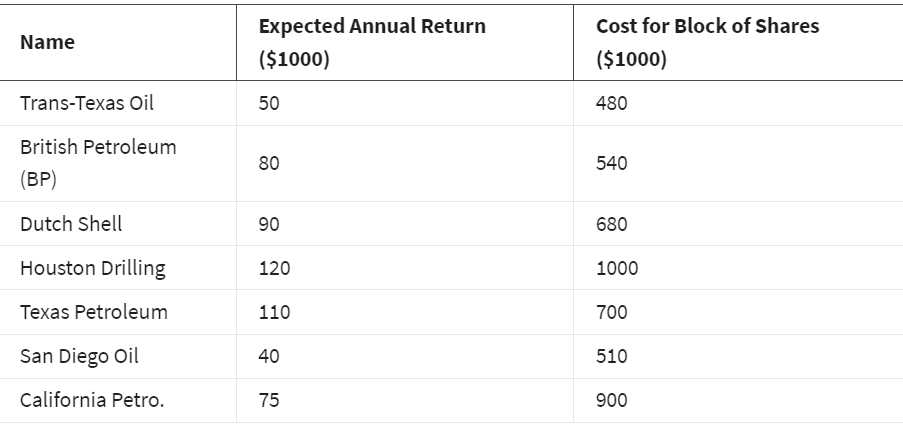 Name
Expected Annual Return
($1000)
Cost for Block of Shares
($1000)
Trans-Texas Oil
50
480
British Petroleum
(BP)
80
540
Dutch Shell
90
680
Houston Drilling
120
1000
Texas Petroleum
110
700
San Diego Oil
40
510
California Petro.
75
900